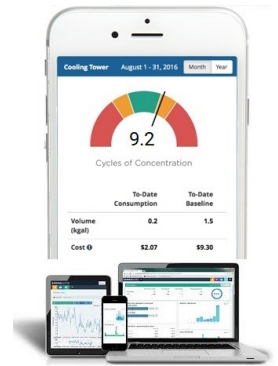 Cooling Tower August 1 - 31, 2016 Month Year
9.2
Cycles of Concentration
To-Date To-Date
Consumption Baseline
Volume 0.2 1.5
(kgal)
Cost $2.07 $9.30